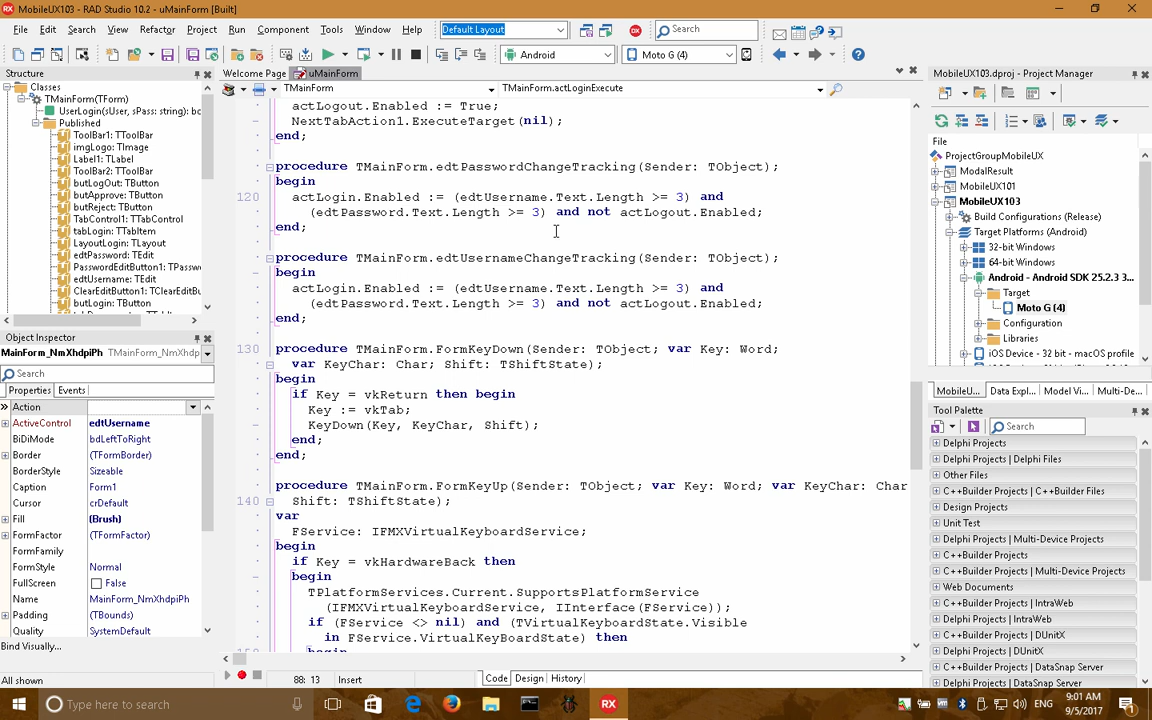 MobileUX103 - RAD Studio 10.2 - uMainForm [Built]
File Edit Search View Refactor Project Run Component Tools Window Help Default Layout Search
Android Moto G (4)
Structure
Classes
TMainForm(TForm)
UserLogin(sUser, sPass: string): bc
Published
ToolBar1: TToolBar
imgLogo: TImage
Label1: TLabel
ToolBar2: TToolBar
butLogOut: TButton
butApprove: TButton
butReject: TButton
TabControl1: TTabControl
tabLogin: TTabItem
LayoutLogin: TLayout
edtPassword: TEdit
PasswordEditButton1: TPassw
edtUsername: TEdit
ClearEditButton1: TClearEditBu
butLogin: TButton
Object Inspector
MainForm_NmXhdpiPh TMainForm_NmXhdp
Search
Properties Events
Action
ActiveControl edtUsername
BiDiMode bdLeftToRight
Border (TFormBorder)
BorderStyle Sizeable
Caption Form1
Cursor crDefault
Fill (Brush)
FormFactor (TFormFactor)
FormFamily
FormStyle Normal
FullScreen False
Name MainForm_NmXhdpiPh
Padding (TBounds)
Quality SystemDefault
Bind Visually...
All shown
Welcome Page uMainForm
TMainForm TMainForm.actLoginExecute
actLogout.Enabled := True;
NextTabAction1.ExecuteTarget(nil);
end;
procedure TMainForm.edtPasswordChangeTracking(Sender: TObject);
begin
120 actLogin.Enabled := (edtUsername.Text.Length >= 3) and
(edtPassword.Text.Length >= 3) and not actLogout.Enabled;
end;
procedure TMainForm.edtUsernameChangeTracking(Sender: TObject);
begin
actLogin.Enabled := (edtUsername.Text.Length >= 3) and
(edtPassword.Text.Length >= 3) and not actLogout.Enabled;
end;
130 procedure TMainForm.FormKeyDown(Sender: TObject; var Key: Word;
var KeyChar: Char; Shift: TShiftState);
begin
if Key = vkReturn then begin
Key := vkTab;
KeyDown(Key, KeyChar, Shift);
end;
end;
procedure TMainForm.FormKeyUp(Sender: TObject; var Key: Word; var KeyChar: Char
140 Shift: TShiftState);
var
FService: IFMXVirtualKeyboardService;
begin
if Key = vkHardwareBack then
begin
TPlatformServices.Current.SupportsPlatformService
(IFMXVirtualKeyboardService, IInterface(FService));
if (FService <> nil) and (TVirtualKeyboardState.Visible
in FService.VirtualKeyBoardState) then
88: 13 Insert Code Design History
MobileUX103.dproj - Project Manager
File
ProjectGroupMobileUX
ModalResult
MobileUX101
MobileUX103
Build Configurations (Release)
Target Platforms (Android)
32-bit Windows
64-bit Windows
Android - Android SDK 25.2.3 3...
Target
Moto G (4)
Configuration
Libraries
iOS Device - 32 bit - macOS profile
MobileU... Data Expl... Model Vi... Multi-De...
Tool Palette
Search
Delphi Projects
Delphi Projects | Delphi Files
Other Files
C++Builder Projects | C++Builder Files
Design Projects
Unit Test
Delphi Projects | Multi-Device Projects
C++Builder Projects
C++Builder Projects | Multi-Device Projects
Web Documents
C++Builder Projects | IntraWeb
Delphi Projects | IntraWeb
C++Builder Projects | DUnitX
Delphi Projects | DUnitX
C++Builder Projects | DataSnap Server
Delphi Projects | DataSnap Server
Type here to search
ENG
9:01 AM
9/5/2017